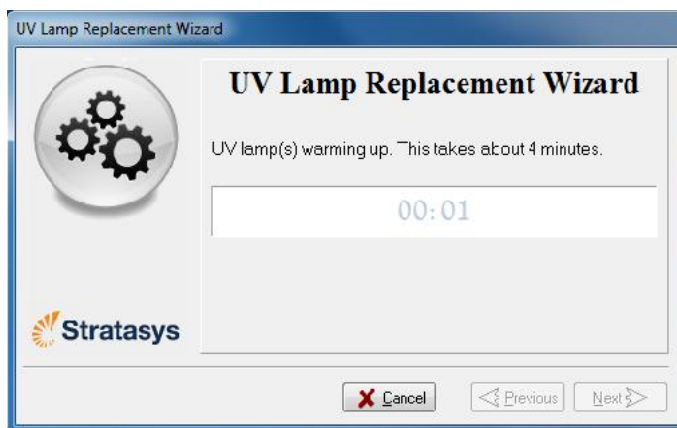 UV Lamp Replacement Wizard
UV Lamp Replacement Wizard
UV lamp(s) warming up. This takes about 4 minutes.
00:01
Stratasys
Cancel
Previous
Next